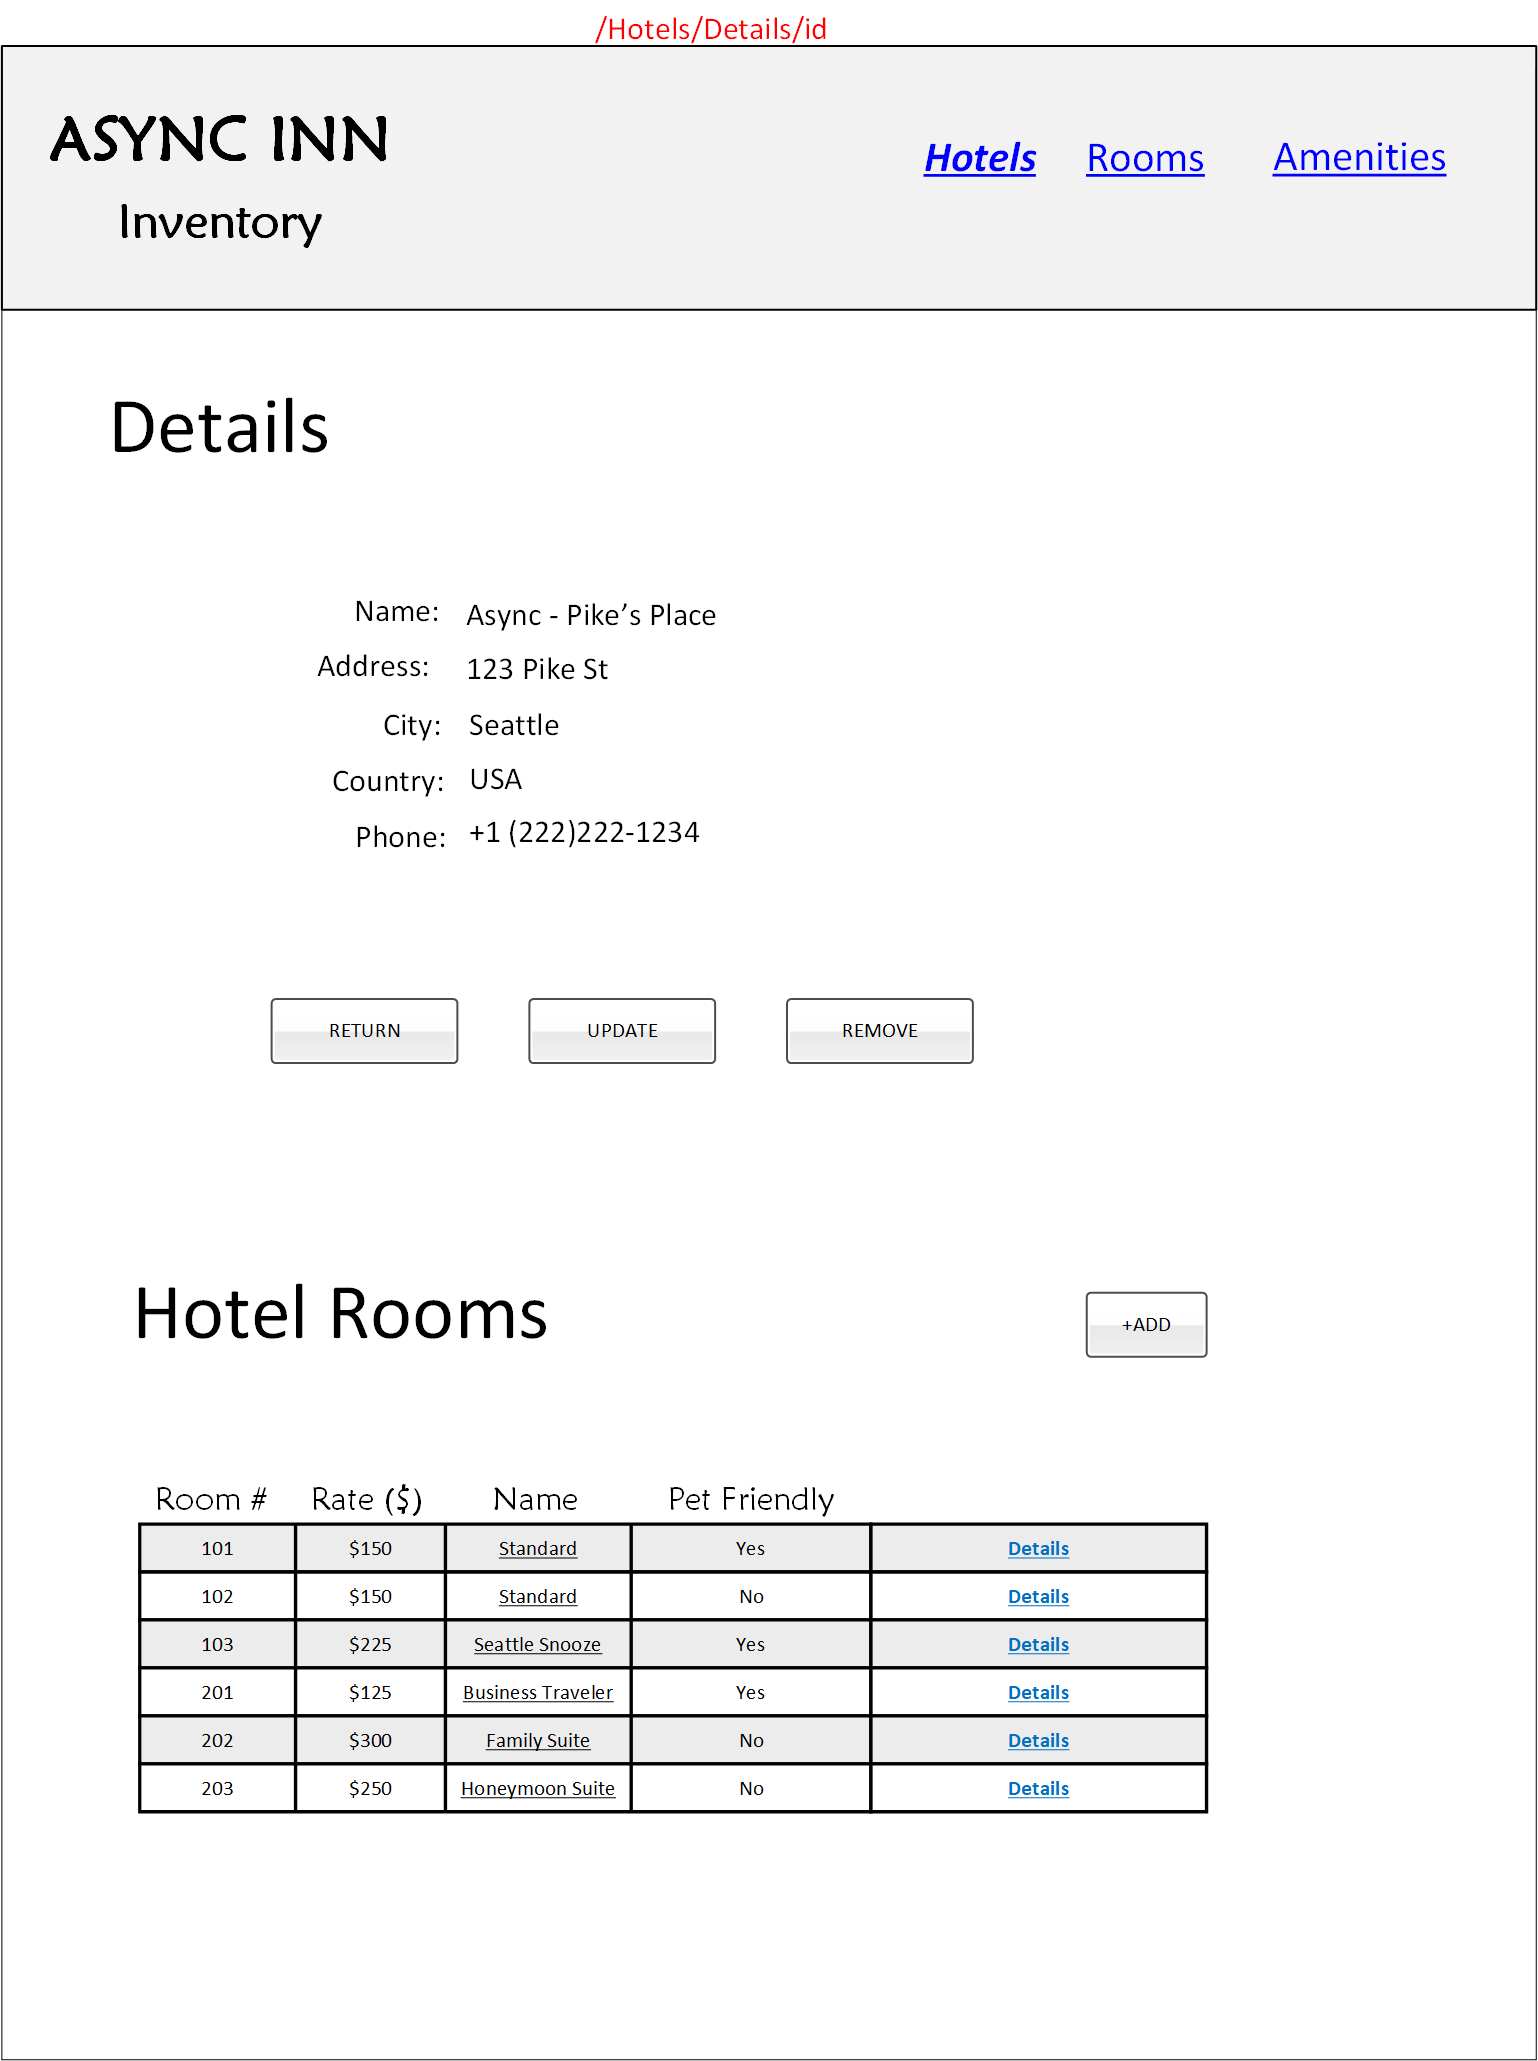 /Hotels/Details/id
ASYNC INN
Inventory
Hotels Rooms Amenities
Details
Name: Async - Pike’s Place
Address: 123 Pike St
City: Seattle
Country: USA
Phone: +1 (222)222-1234
RETURN UPDATE REMOVE
Hotel Rooms +ADD
Room # Rate ($) Name Pet Friendly
101 $150 Standard Yes Details
102 $150 Standard No Details
103 $225 Seattle Snooze Yes Details
201 $125 Business Traveler Yes Details
202 $300 Family Suite No Details
203 $250 Honeymoon Suite No Details